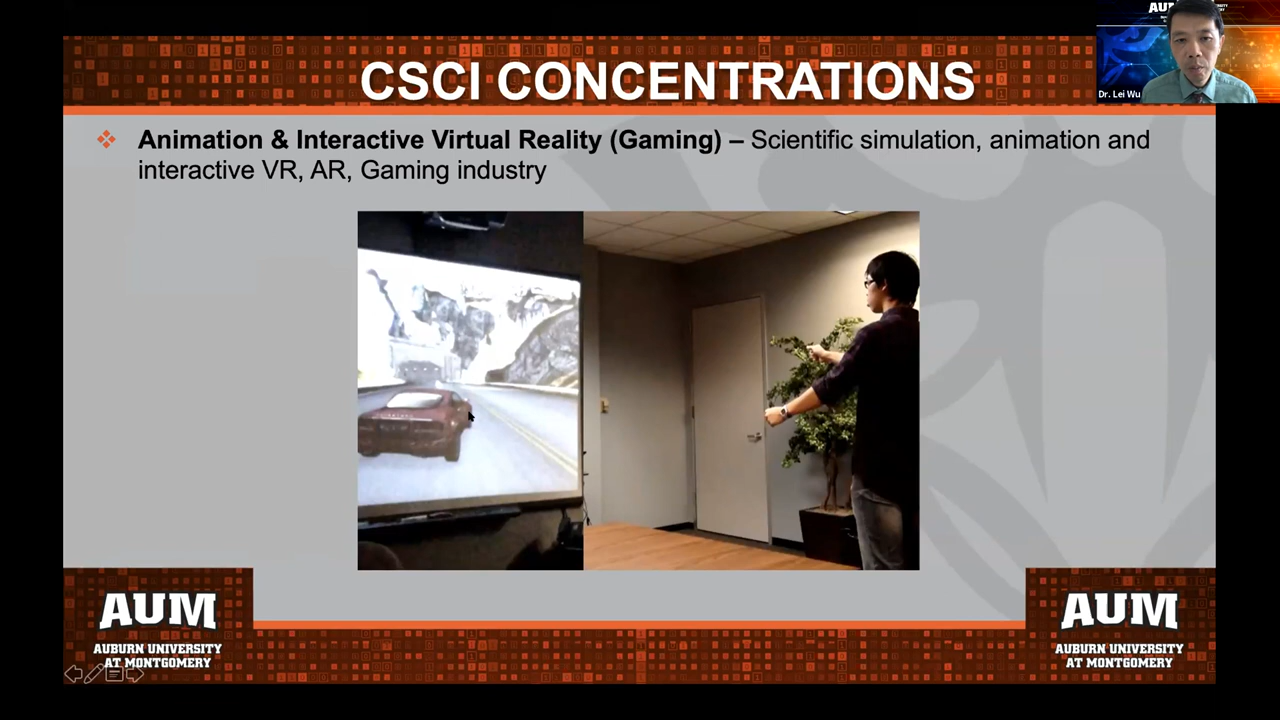 AUM
Dr. Lei Wu
CSCI CONCENTRATIONS
Animation & Interactive Virtual Reality (Gaming) – Scientific simulation, animation and
interactive VR, AR, Gaming industry
AUM
AUBURN UNIVERSITY
AT MONTGOMERY
AUM
AUBURN UNIVERSITY
AT MONTGOMERY